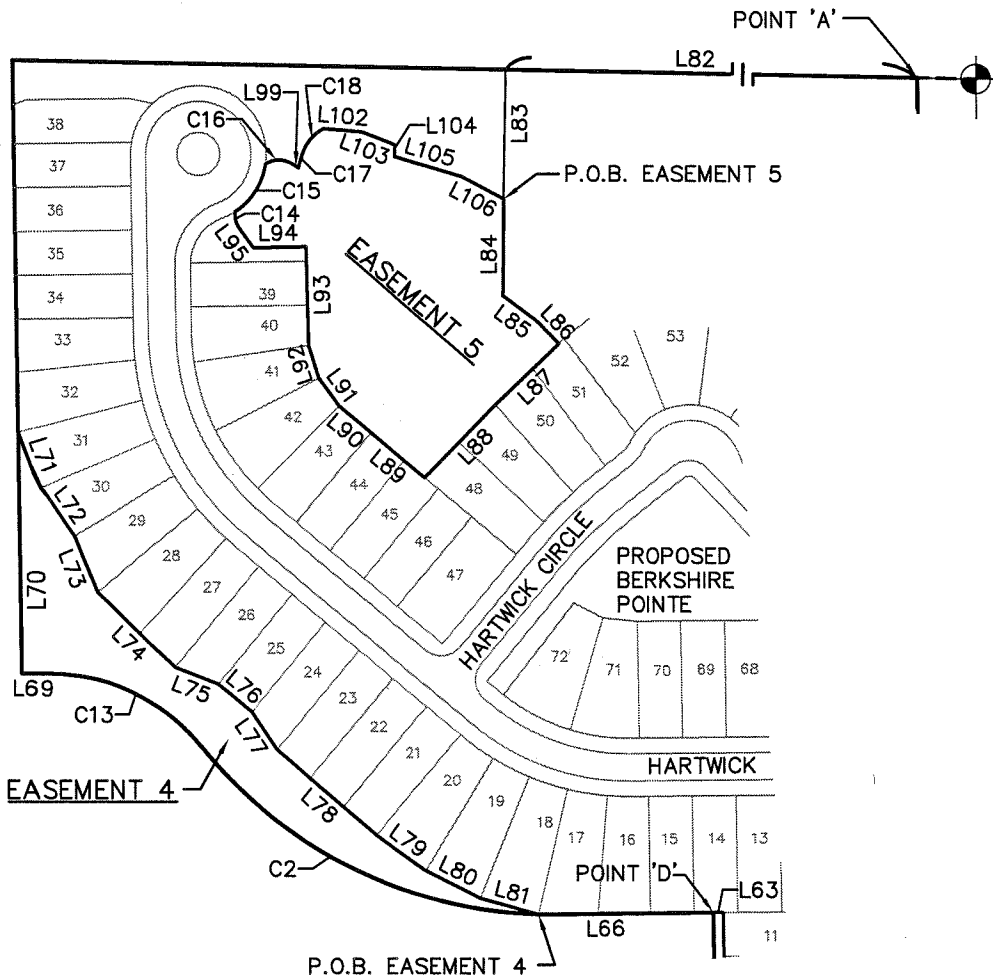 POINT 'A'
L82
L99
C18
C16
L102
L104
L83
38
L103
L105
37
C17
C15
L106
P.O.B. EASEMENT 5
36
C14
L94
L95
35
EASEMENT 5
L84
34
39
L93
L85
L86
33
40
53
52
L92
41
L87
51
32
L91
42
50
31
L90
43
L88
49
L71
L89
44
48
30
L72
45
29
46
L73
28
47
HARTWICK CIRCLE
PROPOSED
BERKSHIRE
POINTE
L70
27
L74
26
72
71
70
69
68
L69
L75
25
L76
24
C13
23
L77
22
HARTWICK
EASEMENT 4
21
20
L78
19
18
17
16
15
14
13
L79
C2
L80
POINT 'D'
L63
L81
L66
11
P.O.B. EASEMENT 4